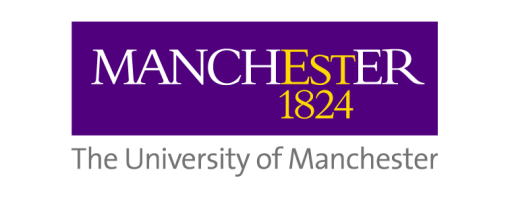 MANCHEstER
1824
The University of Manchester